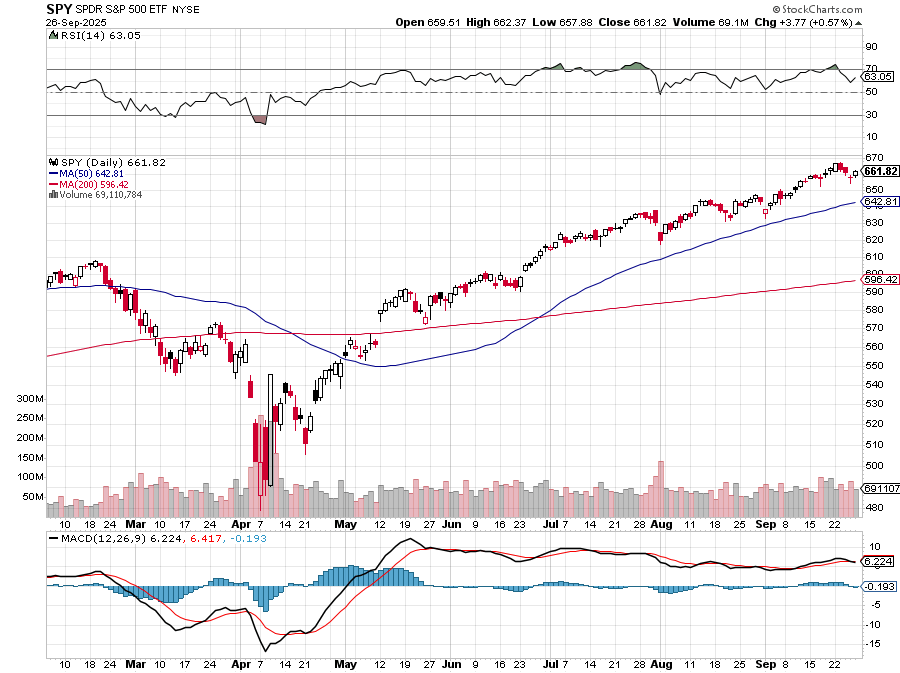 SPY SPDR S&P 500 ETF NYSE
© StockCharts.com
26-Sep-2025
Open 659.51 High 662.37 Low 657.88 Close 661.82 Volume 69.1M Chg +3.77 (+0.57%)
RSI(14) 63.05
90
70
63.05
50
30
10
SPY (Daily) 661.82
MA(50) 642.81
MA(200) 596.42
Volume 69,110,784
670
661.82
650
642.81
630
620
610
596.42
590
580
570
560
550
540
530
520
510
500
691107
480
300M
250M
200M
150M
100M
50M
10 18 24 Mar 10 17 24 Apr 7 14 21 May 12 19 27 Jun 9 16 23 Jul 7 14 21 28 Aug 11 18 25 Sep 8 15 22
MACD(12,26,9) 6.224, 6.417, -0.193
10
6.224
-0.193
-5
-10
-15
10 18 24 Mar 10 17 24 Apr 7 14 21 May 12 19 27 Jun 9 16 23 Jul 7 14 21 28 Aug 11 18 25 Sep 8 15 22